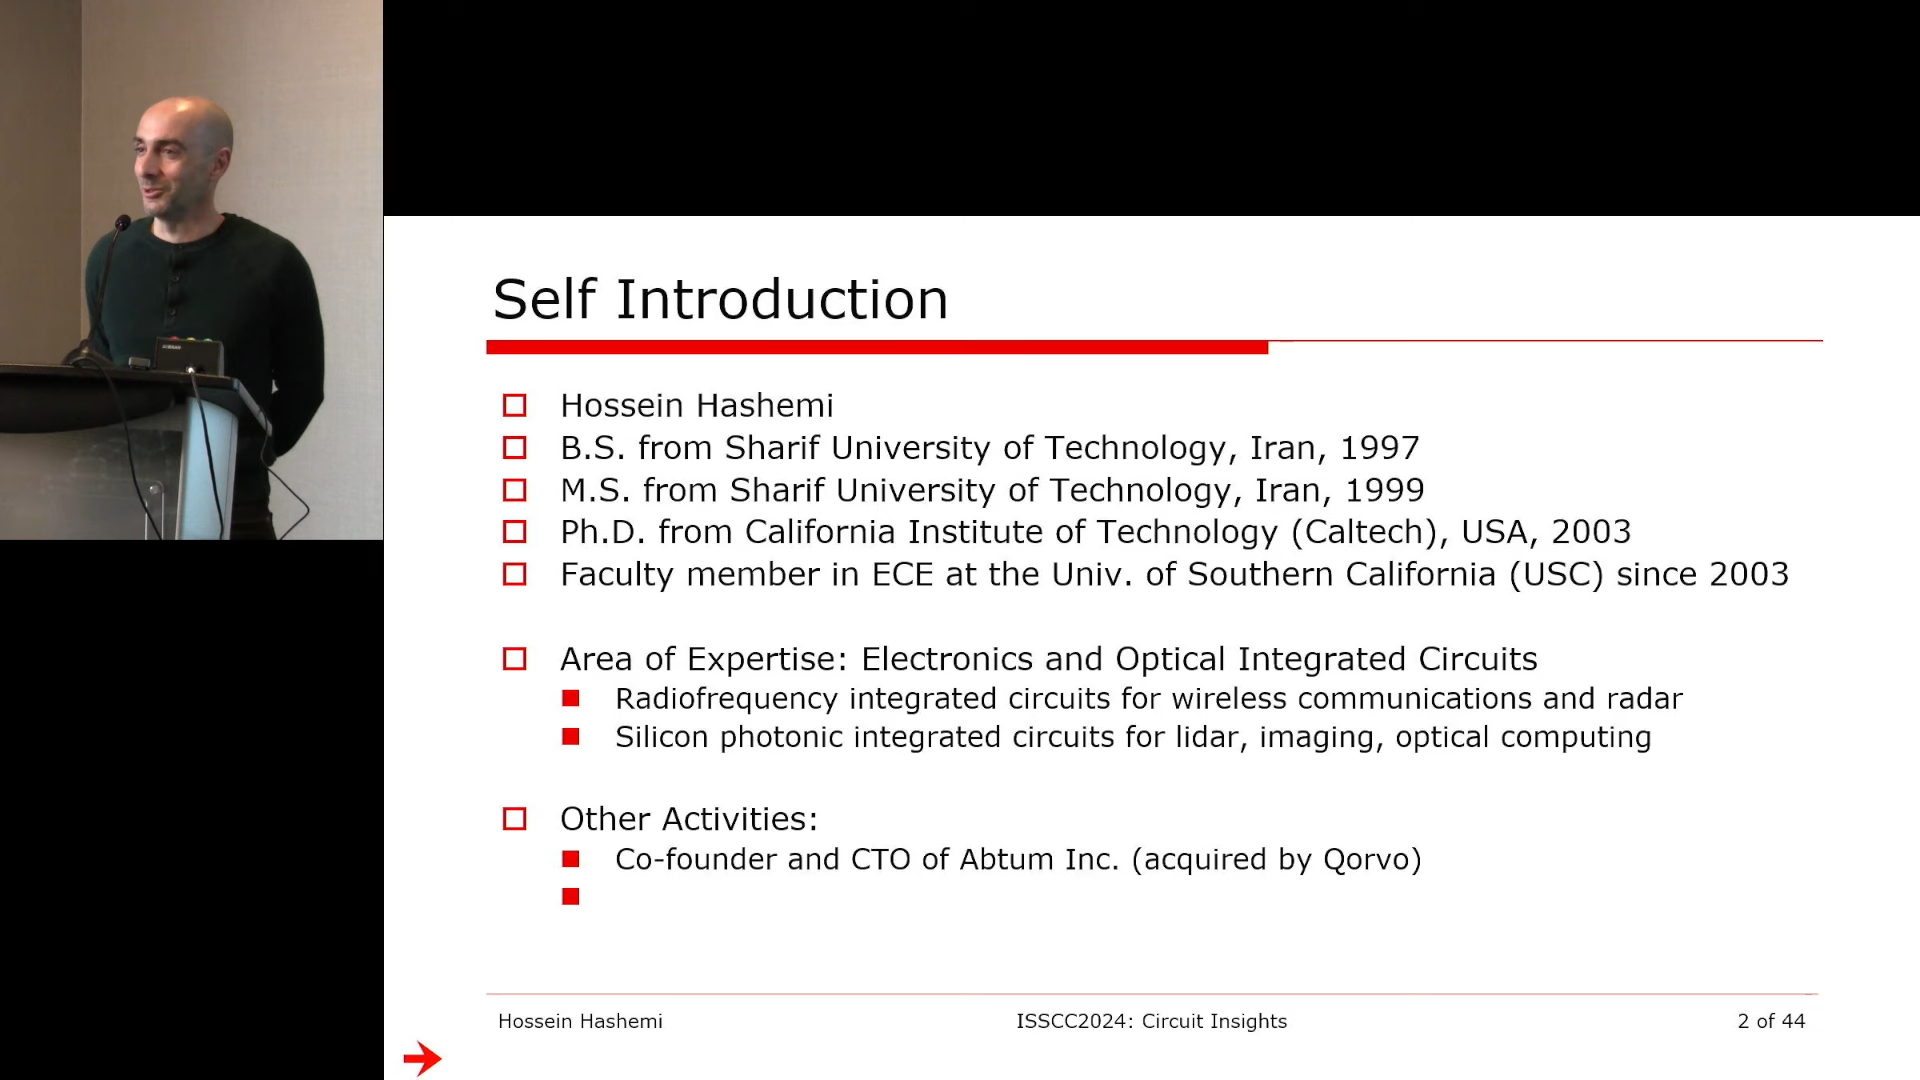 Self Introduction
Hossein Hashemi
B.S. from Sharif University of Technology, Iran, 1997
M.S. from Sharif University of Technology, Iran, 1999
Ph.D. from California Institute of Technology (Caltech), USA, 2003
Faculty member in ECE at the Univ. of Southern California (USC) since 2003
Area of Expertise: Electronics and Optical Integrated Circuits
Radiofrequency integrated circuits for wireless communications and radar
Silicon photonic integrated circuits for lidar, imaging, optical computing
Other Activities:
Co-founder and CTO of Abtum Inc. (acquired by Qorvo)
Hossein Hashemi
ISSCC2024: Circuit Insights
2 of 44